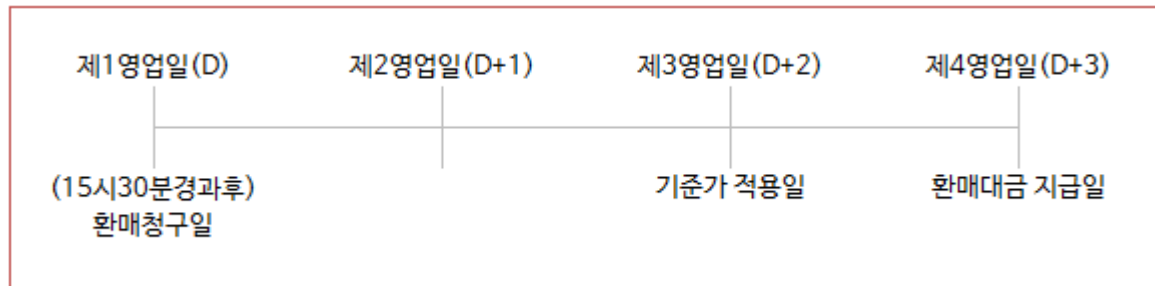 제1영업일(D) 제2영업일(D+1) 제3영업일(D+2) 제4영업일(D+3)
(15시30분경과후) 기준가 적용일 환매대금 지급일
환매청구일